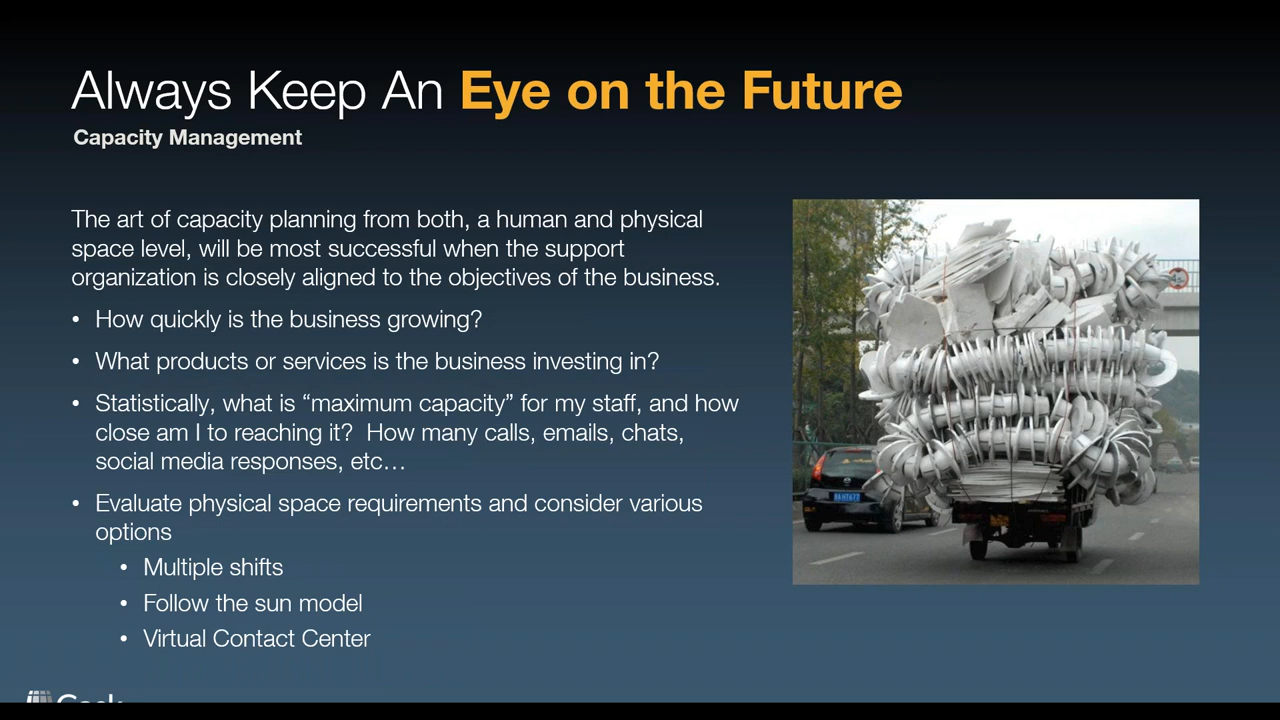 Always Keep An Eye on the Future
Capacity Management
The art of capacity planning from both, a human and physical
space level, will be most successful when the support
organization is closely aligned to the objectives of the business.
• How quickly is the business growing?
• What products or services is the business investing in?
• Statistically, what is “maximum capacity” for my staff, and how
close am I to reaching it?  How many calls, emails, chats,
social media responses, etc…
• Evaluate physical space requirements and consider various
options
• Multiple shifts
• Follow the sun model
• Virtual Contact Center